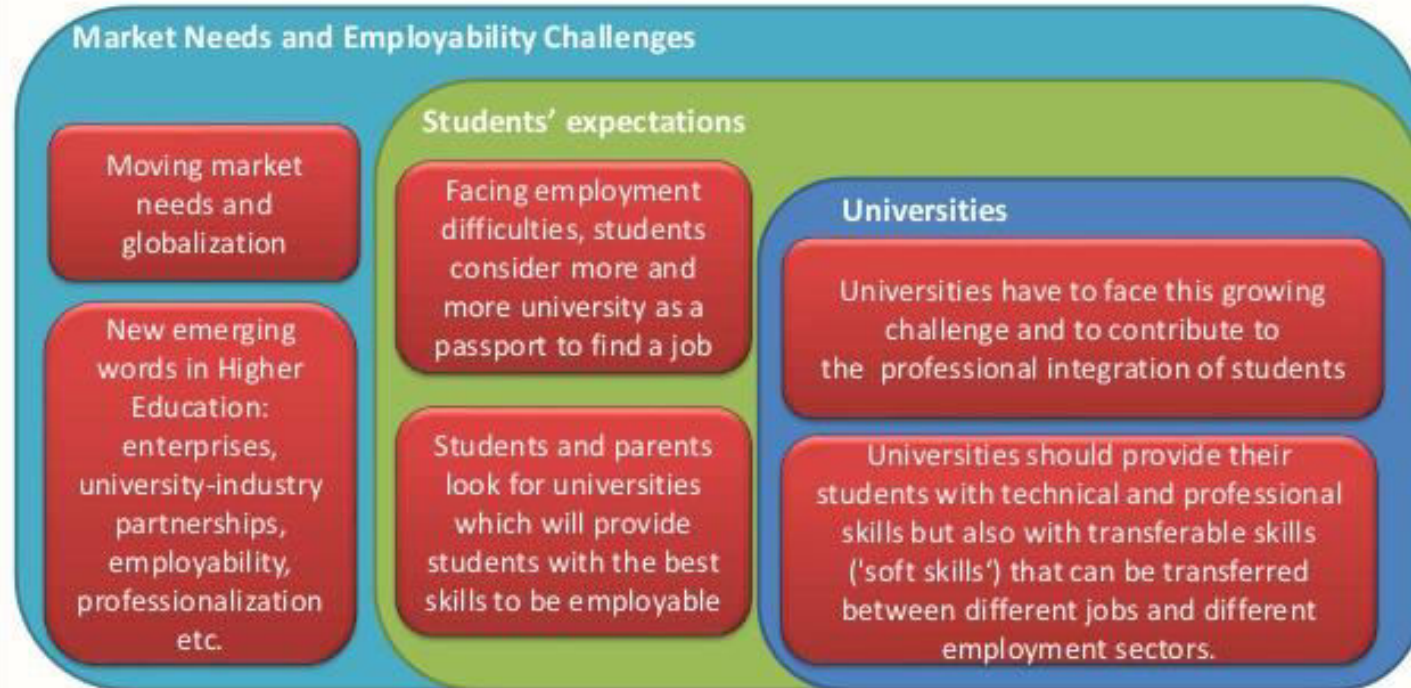 Market Needs and Employability Challenges
Moving market
needs and
globalization
New emerging
words in Higher
Education:
enterprises,
university-industry
partnerships,
employability,
professionalization
etc.
Students’ expectations
Facing employment
difficulties, students
consider more and
more university as a
passport to find a job
Students and parents
look for universities
which will provide
students with the best
skills to be employable
Universities
Universities have to face this growing
challenge and to contribute to
the professional integration of students
Universities should provide their
students with technical and professional
skills but also with transferable skills
('soft skills‘) that can be transferred
between different jobs and different
employment sectors.